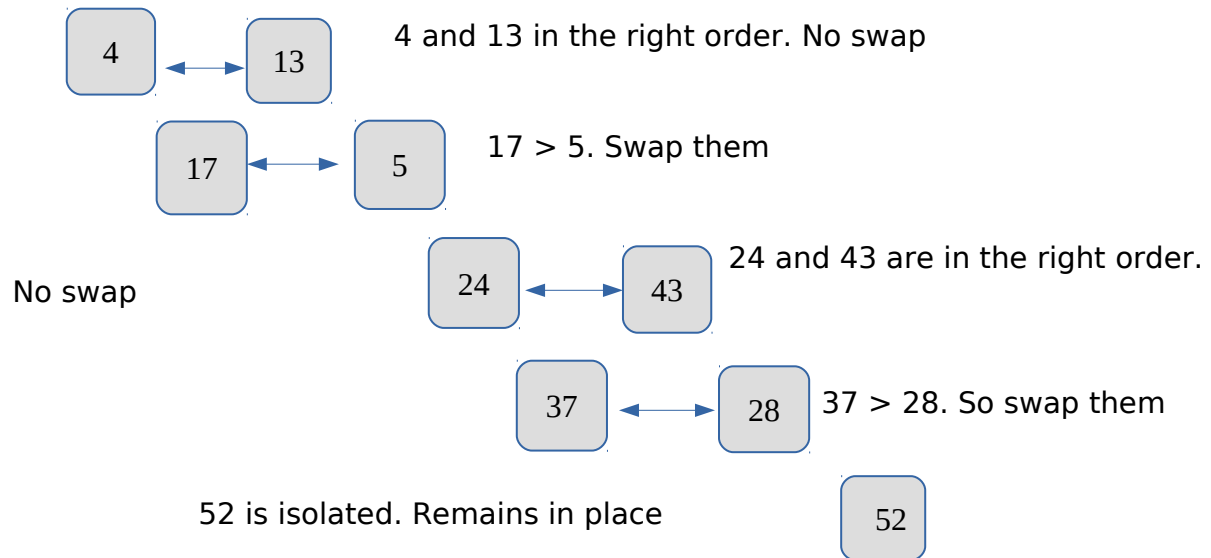 4 13 4 and 13 in the right order. No swap
17 5 17 > 5. Swap them
24 43 24 and 43 are in the right order.
No swap
37 28 37 > 28. So swap them
52 is isolated. Remains in place 52